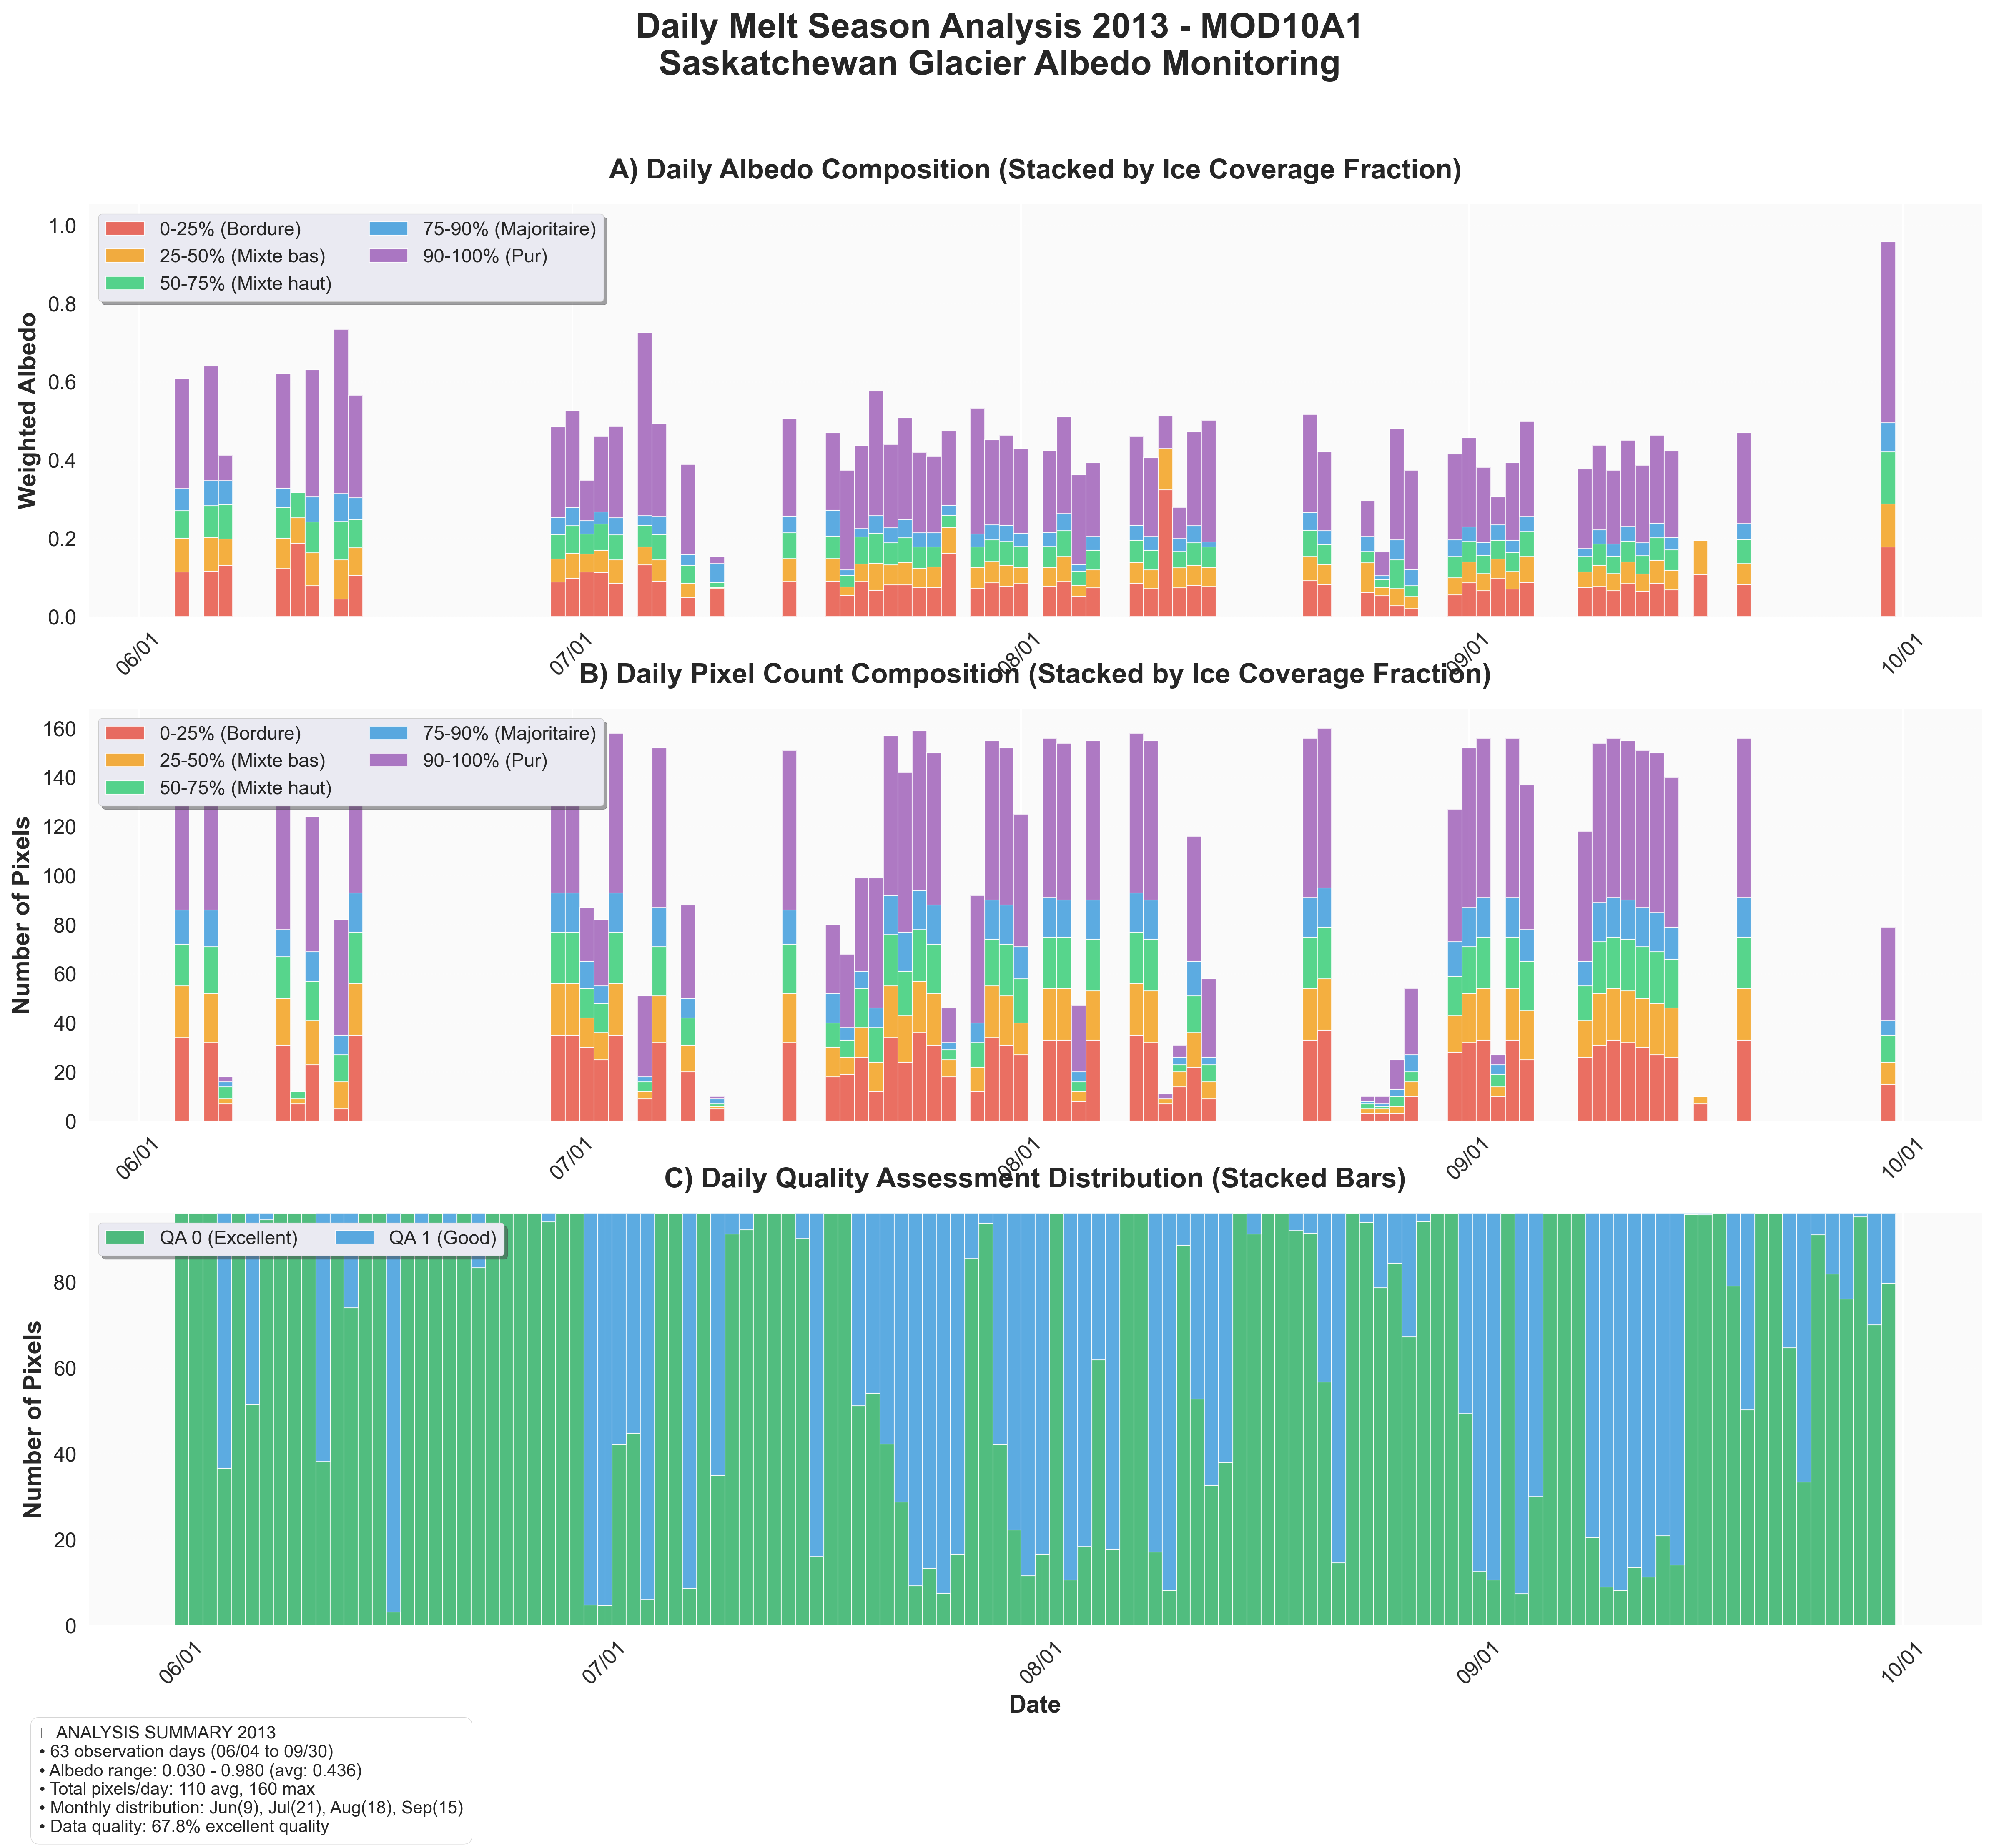 Daily Melt Season Analysis 2013 - MOD10A1
Saskatchewan Glacier Albedo Monitoring
A) Daily Albedo Composition (Stacked by Ice Coverage Fraction)
0-25% (Bordure)
25-50% (Mixte bas)
50-75% (Mixte haut)
75-90% (Majoritaire)
90-100% (Pur)
Weighted Albedo
1.0
0.8
0.6
0.4
0.2
0.0
06/01
07/01
08/01
09/01
10/01
B) Daily Pixel Count Composition (Stacked by Ice Coverage Fraction)
0-25% (Bordure)
25-50% (Mixte bas)
50-75% (Mixte haut)
75-90% (Majoritaire)
90-100% (Pur)
Number of Pixels
160
140
120
100
80
60
40
20
0
06/01
07/01
08/01
09/01
10/01
C) Daily Quality Assessment Distribution (Stacked Bars)
QA 0 (Excellent)
QA 1 (Good)
Number of Pixels
80
60
40
20
0
06/01
07/01
08/01
09/01
10/01
Date
ANALYSIS SUMMARY 2013
• 63 observation days (06/04 to 09/30)
• Albedo range: 0.030 - 0.980 (avg: 0.436)
• Total pixels/day: 110 avg, 160 max
• Monthly distribution: Jun(9), Jul(21), Aug(18), Sep(15)
• Data quality: 67.8% excellent quality